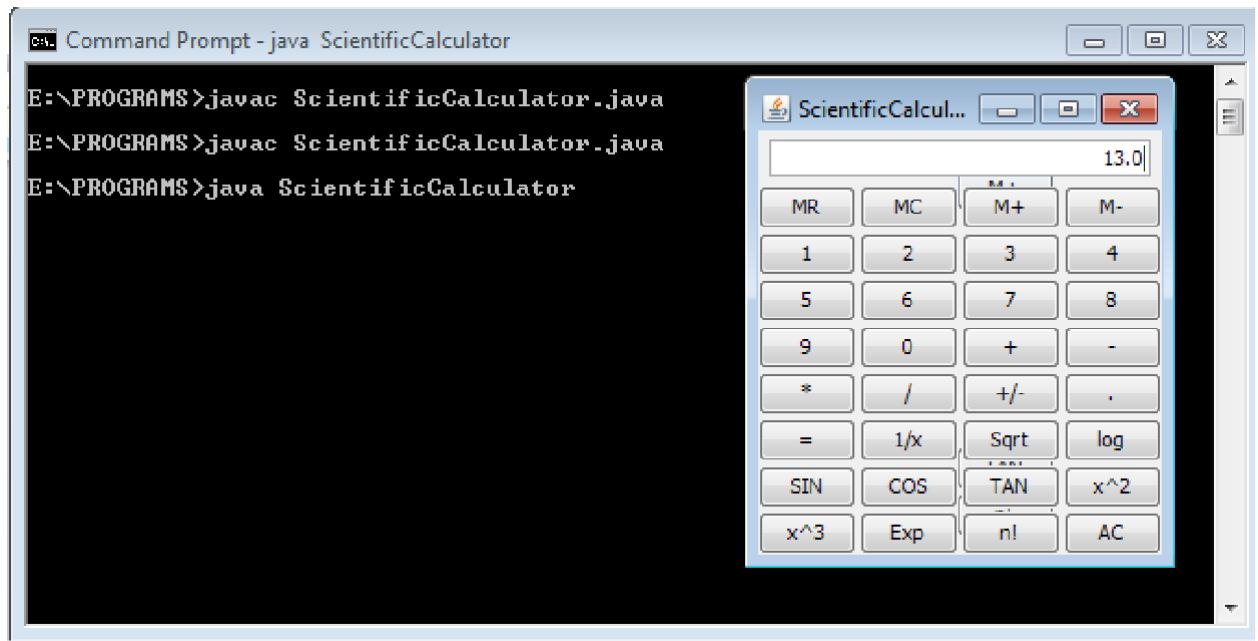 Command Prompt - java ScientificCalculator
E:\PROGRAMS>javac ScientificCalculator.java
E:\PROGRAMS>javac ScientificCalculator.java
E:\PROGRAMS>java ScientificCalculator
ScientificCalcul...
13.0
MR MC M+ M-
1 2 3 4
5 6 7 8
9 0 + -
* / +/- .
= 1/x Sqrt log
SIN COS TAN x^2
x^3 Exp n! AC